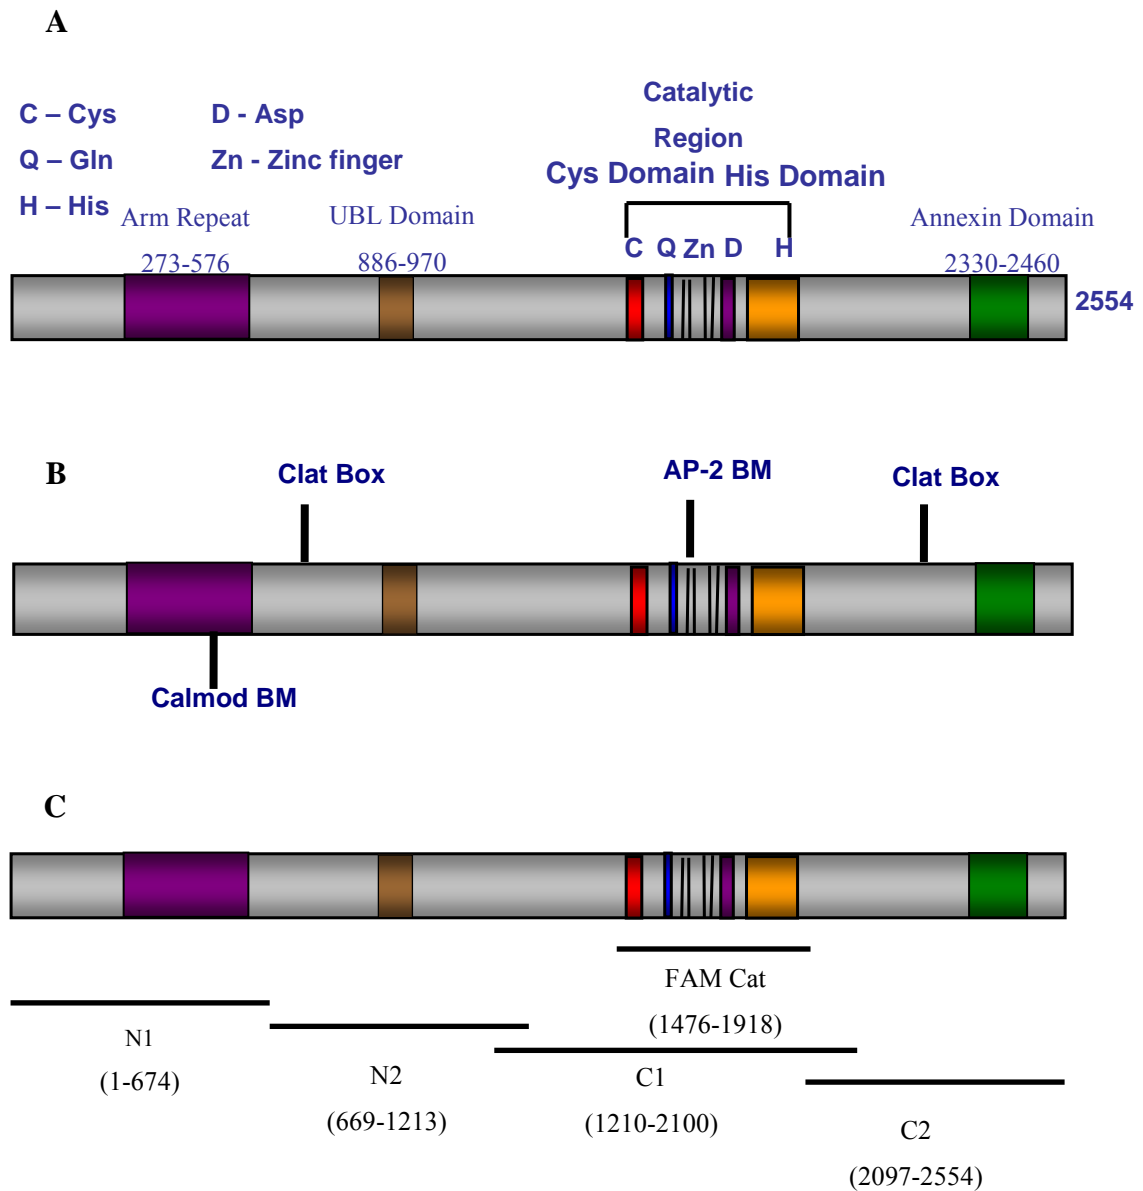 A
C – Cys
D - Asp
Q – Gln
Zn - Zinc finger
H – His
Catalytic
Region
Cys Domain His Domain
Arm Repeat
273-576
UBL Domain
886-970
C Q Zn D H
Annexin Domain
2330-2460
2554
B
Clat Box
AP-2 BM
Clat Box
Calmod BM
C
FAM Cat
(1476-1918)
N1
(1-674)
N2
(669-1213)
C1
(1210-2100)
C2
(2097-2554)